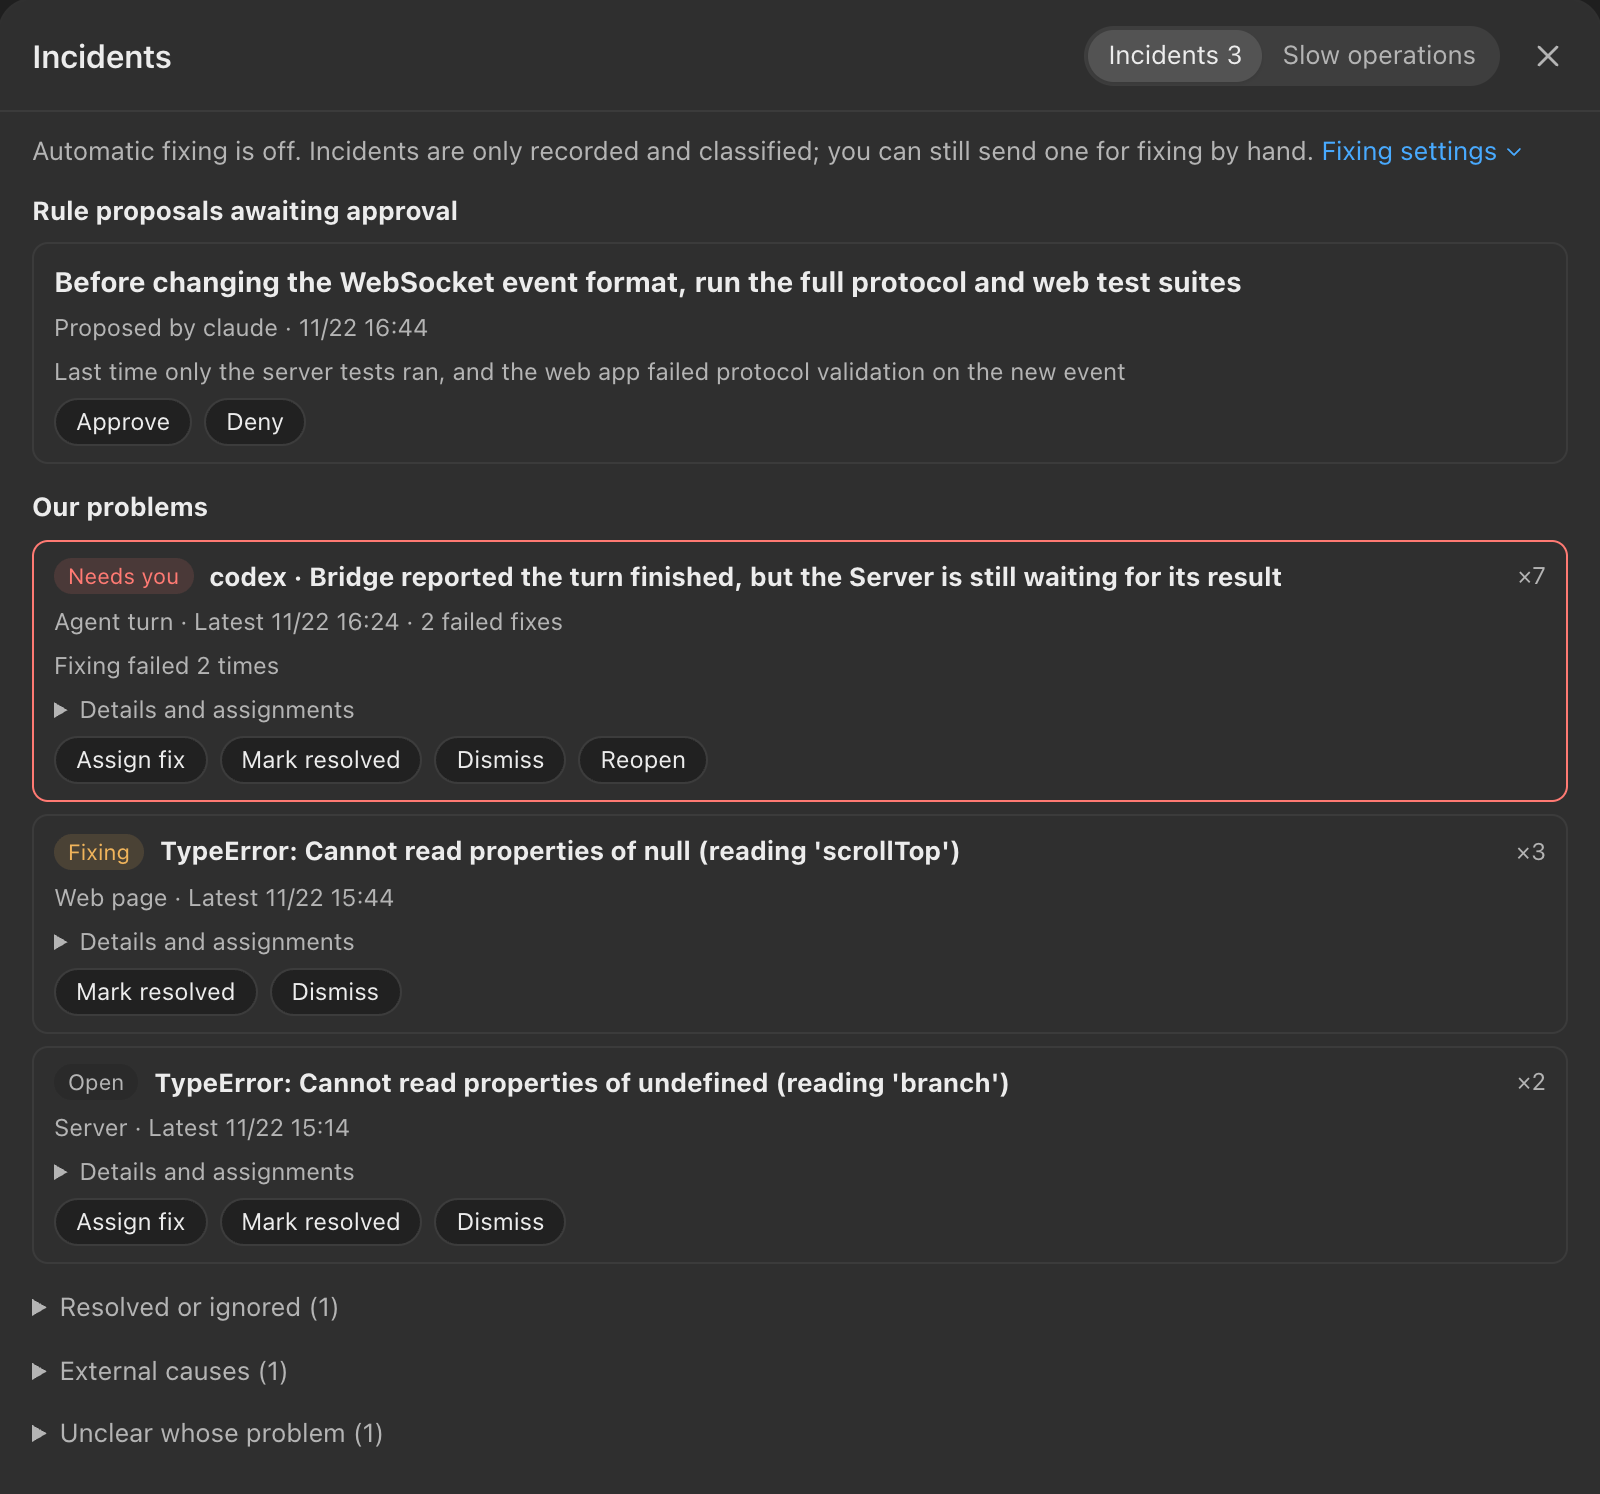 Incidents
Incidents 3
Slow operations
Automatic fixing is off. Incidents are only recorded and classified; you can still send one for fixing by hand. Fixing settings
Rule proposals awaiting approval
Before changing the WebSocket event format, run the full protocol and web test suites
Proposed by claude · 11/22 16:44
Last time only the server tests ran, and the web app failed protocol validation on the new event
Approve
Deny
Our problems
Needs you codex · Bridge reported the turn finished, but the Server is still waiting for its result ×7
Agent turn · Latest 11/22 16:24 · 2 failed fixes
Fixing failed 2 times
Details and assignments
Assign fix
Mark resolved
Dismiss
Reopen
Fixing TypeError: Cannot read properties of null (reading 'scrollTop') ×3
Web page · Latest 11/22 15:44
Details and assignments
Mark resolved
Dismiss
Open TypeError: Cannot read properties of undefined (reading 'branch') ×2
Server · Latest 11/22 15:14
Details and assignments
Assign fix
Mark resolved
Dismiss
Resolved or ignored (1)
External causes (1)
Unclear whose problem (1)